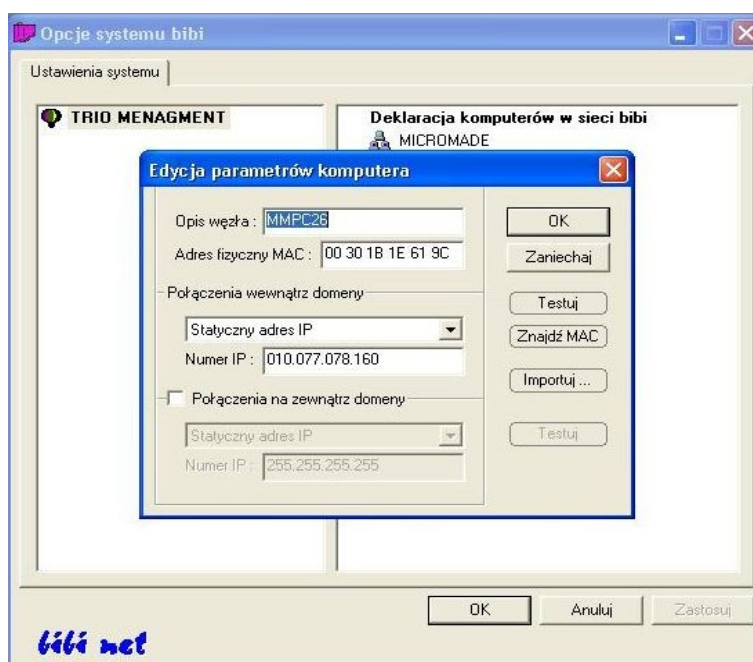 Opcje systemu bibi
Ustawienia systemu
TRIO MENAGMENT
Deklaracja komputerów w sieci bibi
MICROMADE
Edycja parametrów komputera
Opis węzła : MMPC26
Adres fizyczny MAC : 00 30 1B 1E 61 9C
Połączenia wewnątrz domeny
Statyczny adres IP
Numer IP : 010.077.078.160
Połączenia na zewnątrz domeny
Statyczny adres IP
Numer IP : 255.255.255.255
OK
Zaniechaj
Testuj
Znajdź MAC
Importuj ...
Testuj
OK
Anuluj
Zastosuj
bibi net